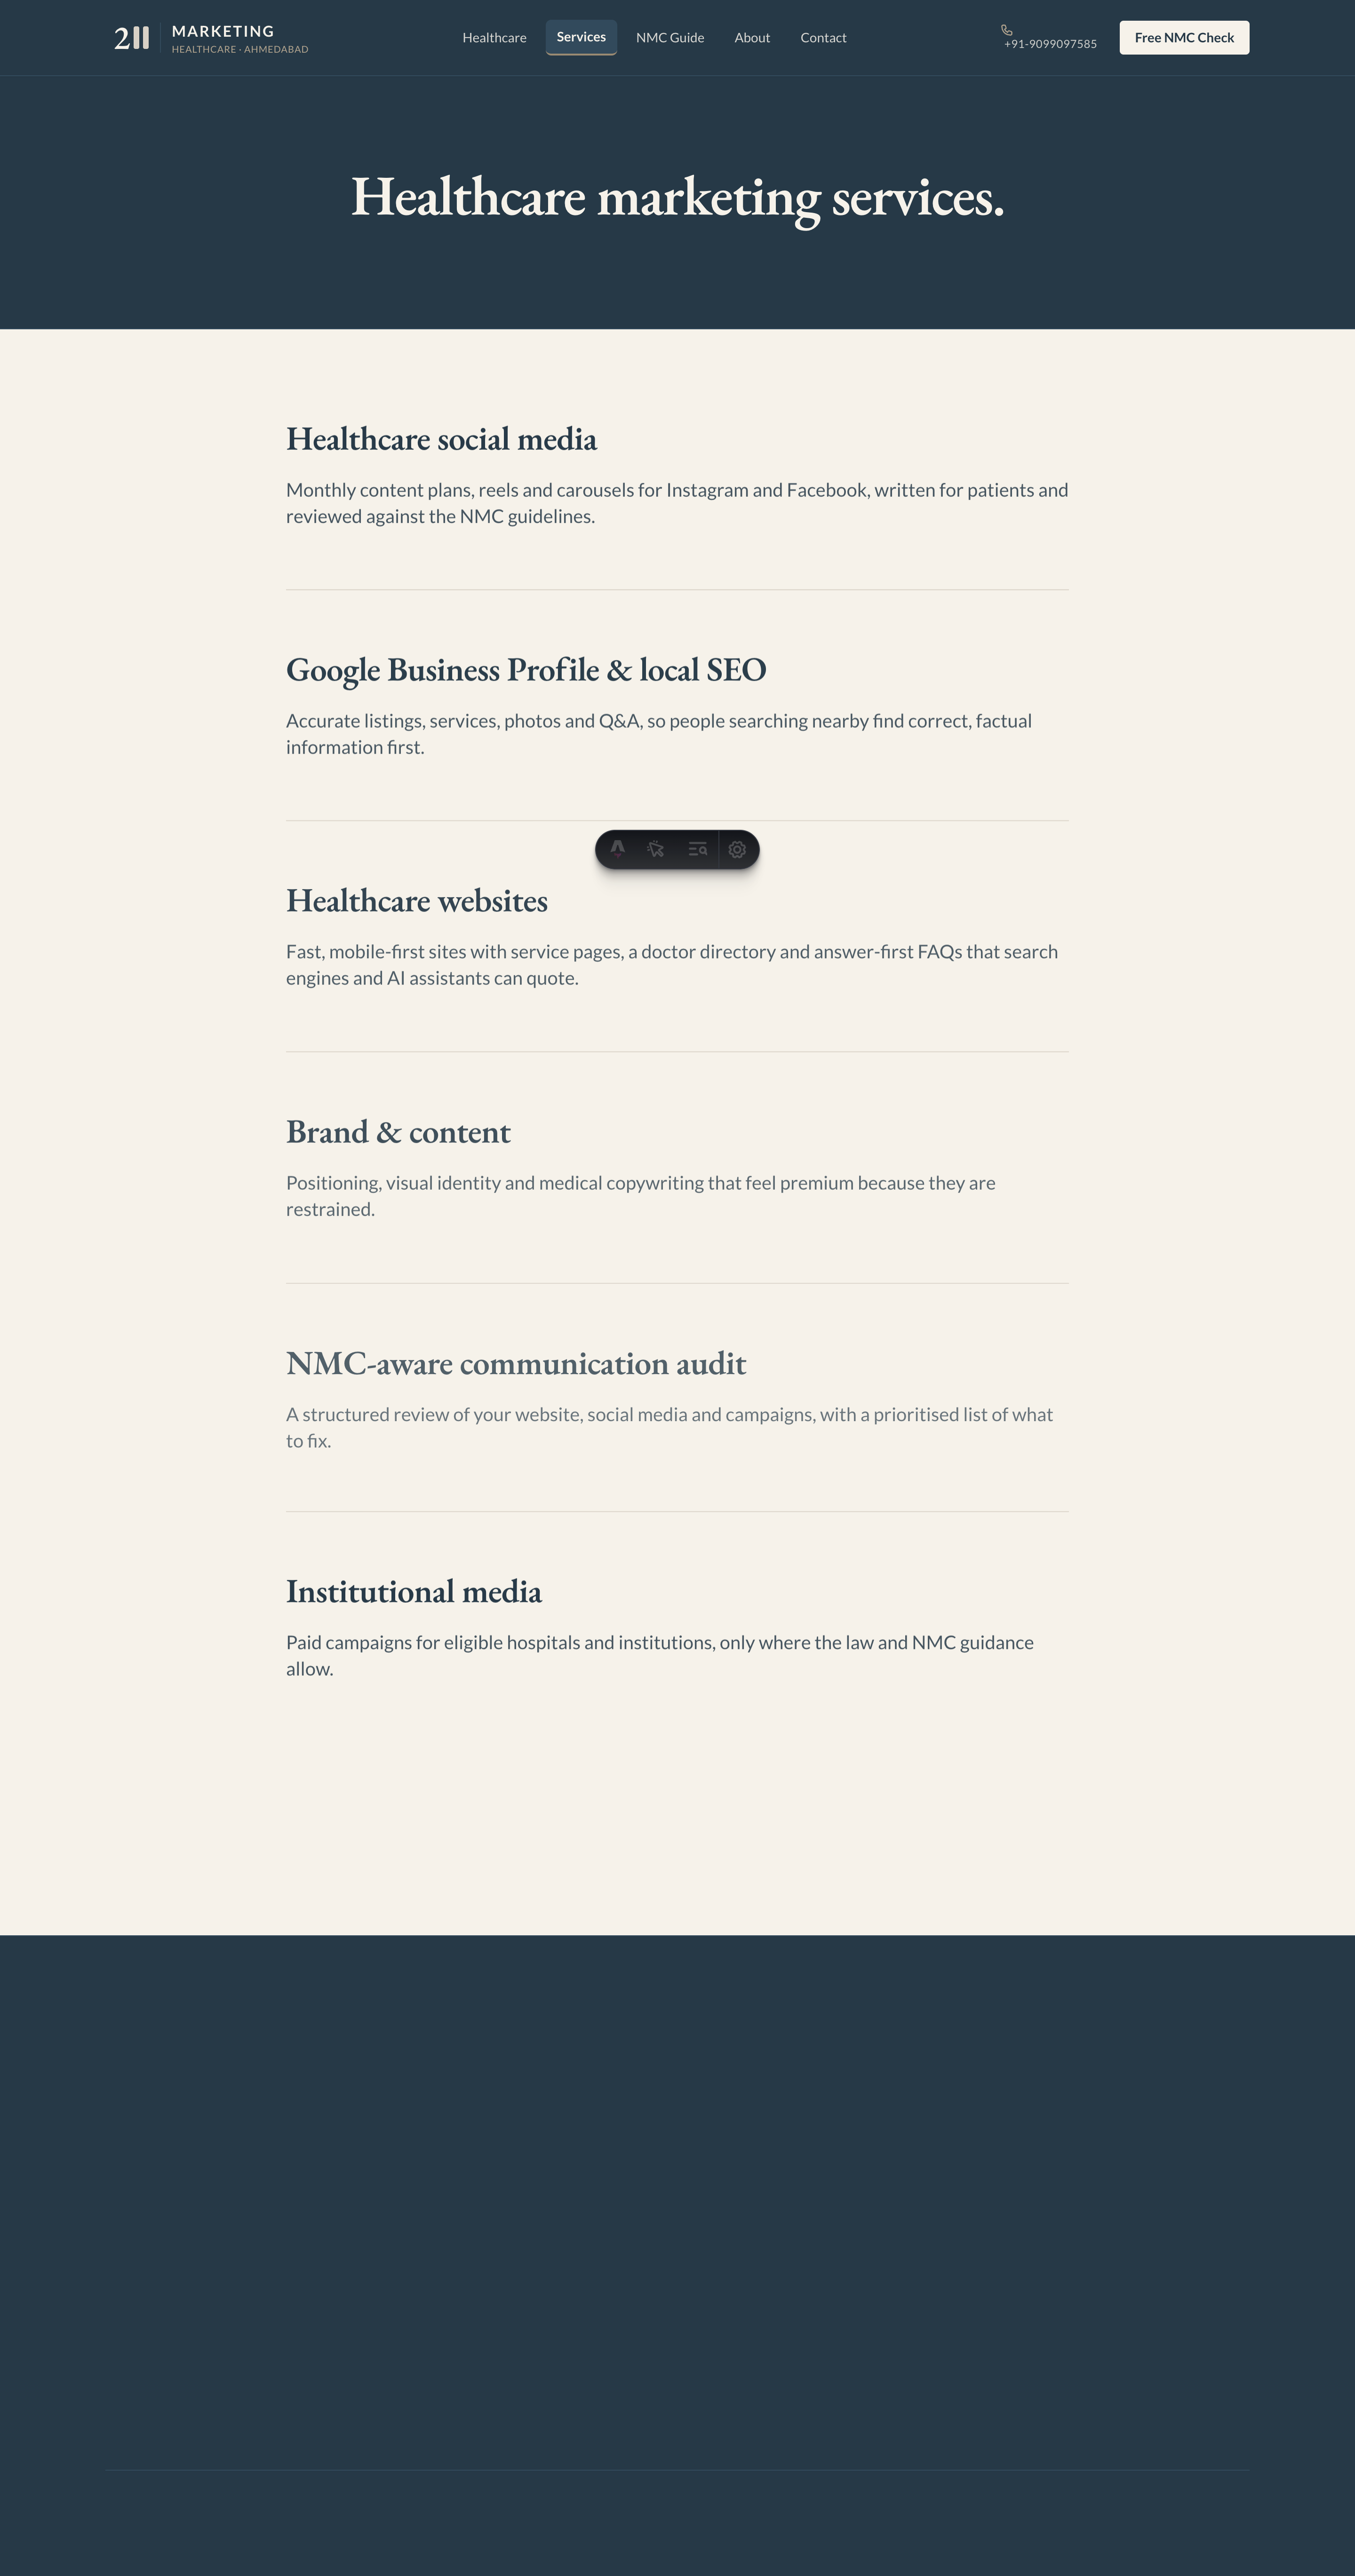 211
MARKETING
HEALTHCARE · AHMEDABAD
Healthcare
Services
NMC Guide
About
Contact
+91-9099097585
Free NMC Check
Healthcare marketing services.
Healthcare social media
Monthly content plans, reels and carousels for Instagram and Facebook, written for patients and
reviewed against the NMC guidelines.
Google Business Profile & local SEO
Accurate listings, services, photos and Q&A, so people searching nearby find correct, factual
information first.
Healthcare websites
Fast, mobile-first sites with service pages, a doctor directory and answer-first FAQs that search
engines and AI assistants can quote.
Brand & content
Positioning, visual identity and medical copywriting that feel premium because they are
restrained.
NMC-aware communication audit
A structured review of your website, social media and campaigns, with a prioritised list of what
to fix.
Institutional media
Paid campaigns for eligible hospitals and institutions, only where the law and NMC guidance
allow.